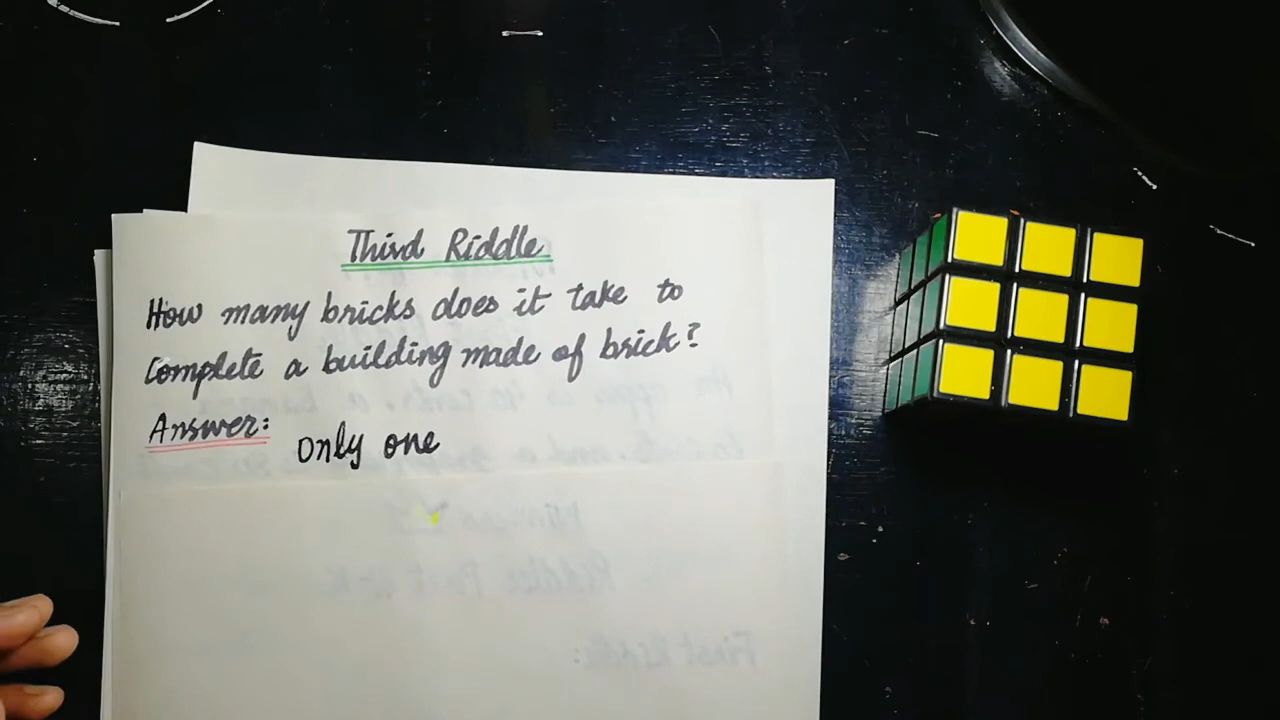 Third Riddle
How many bricks does it take to
Complete a building made of brick?
Answer:
Only one